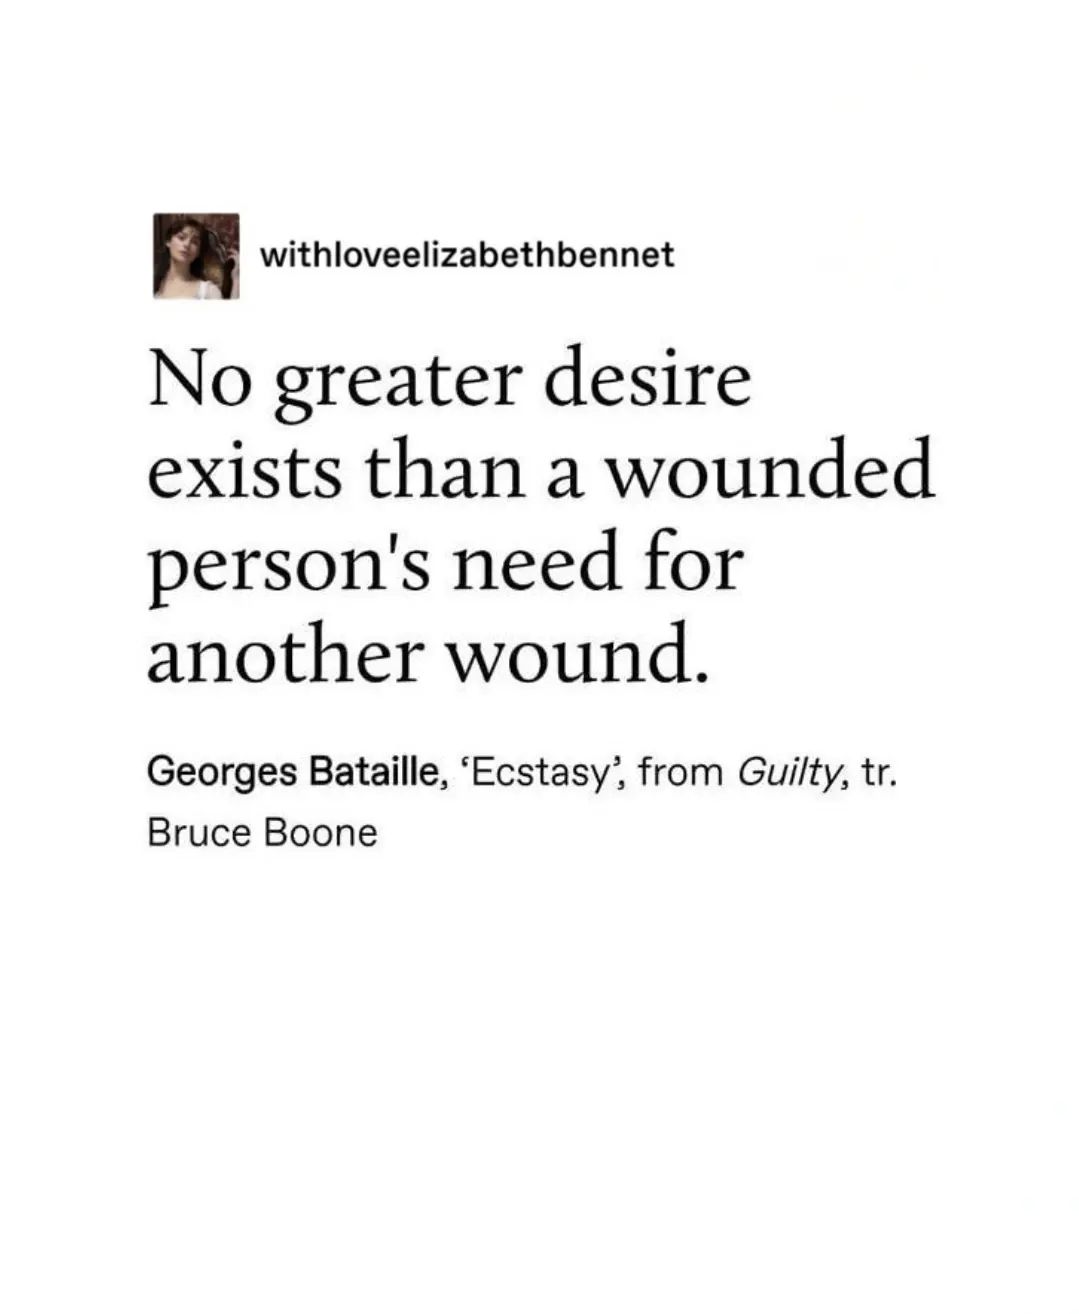 withloveelizabethbennet
No greater desire
exists than a wounded
person's need for
another wound.
Georges Bataille, ‘Ecstasy’, from Guilty, tr.
Bruce Boone